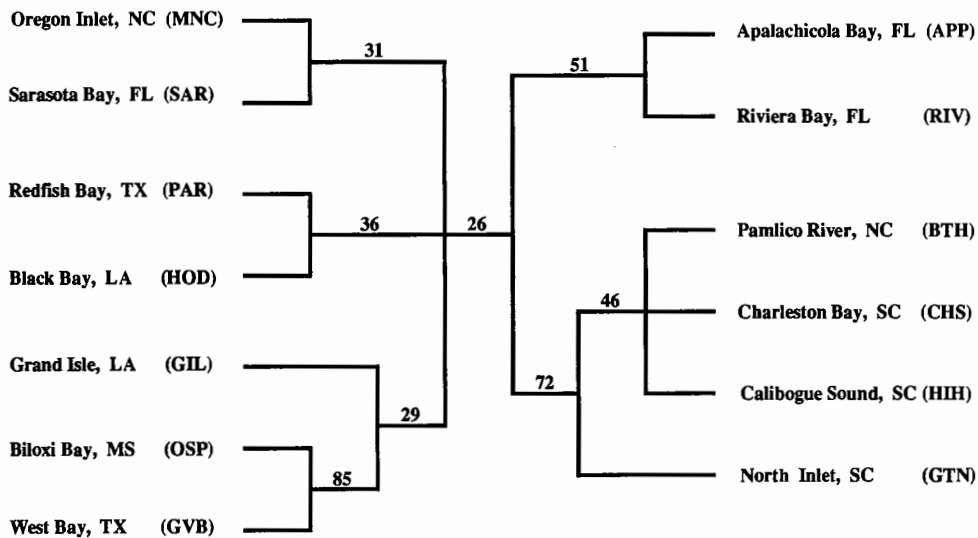 Oregon Inlet, NC (MNC)
31
Sarasota Bay, FL (SAR)
Redfish Bay, TX (PAR)
36
Black Bay, LA (HOD)
Grand Isle, LA (GIL)
29
Biloxi Bay, MS (OSP)
85
West Bay, TX (GVB)
26
Apalachicola Bay, FL (APP)
51
Riviera Bay, FL (RIV)
Pamlico River, NC (BTH)
46
Charleston Bay, SC (CHS)
72
Calibogue Sound, SC (HIH)
North Inlet, SC (GTN)